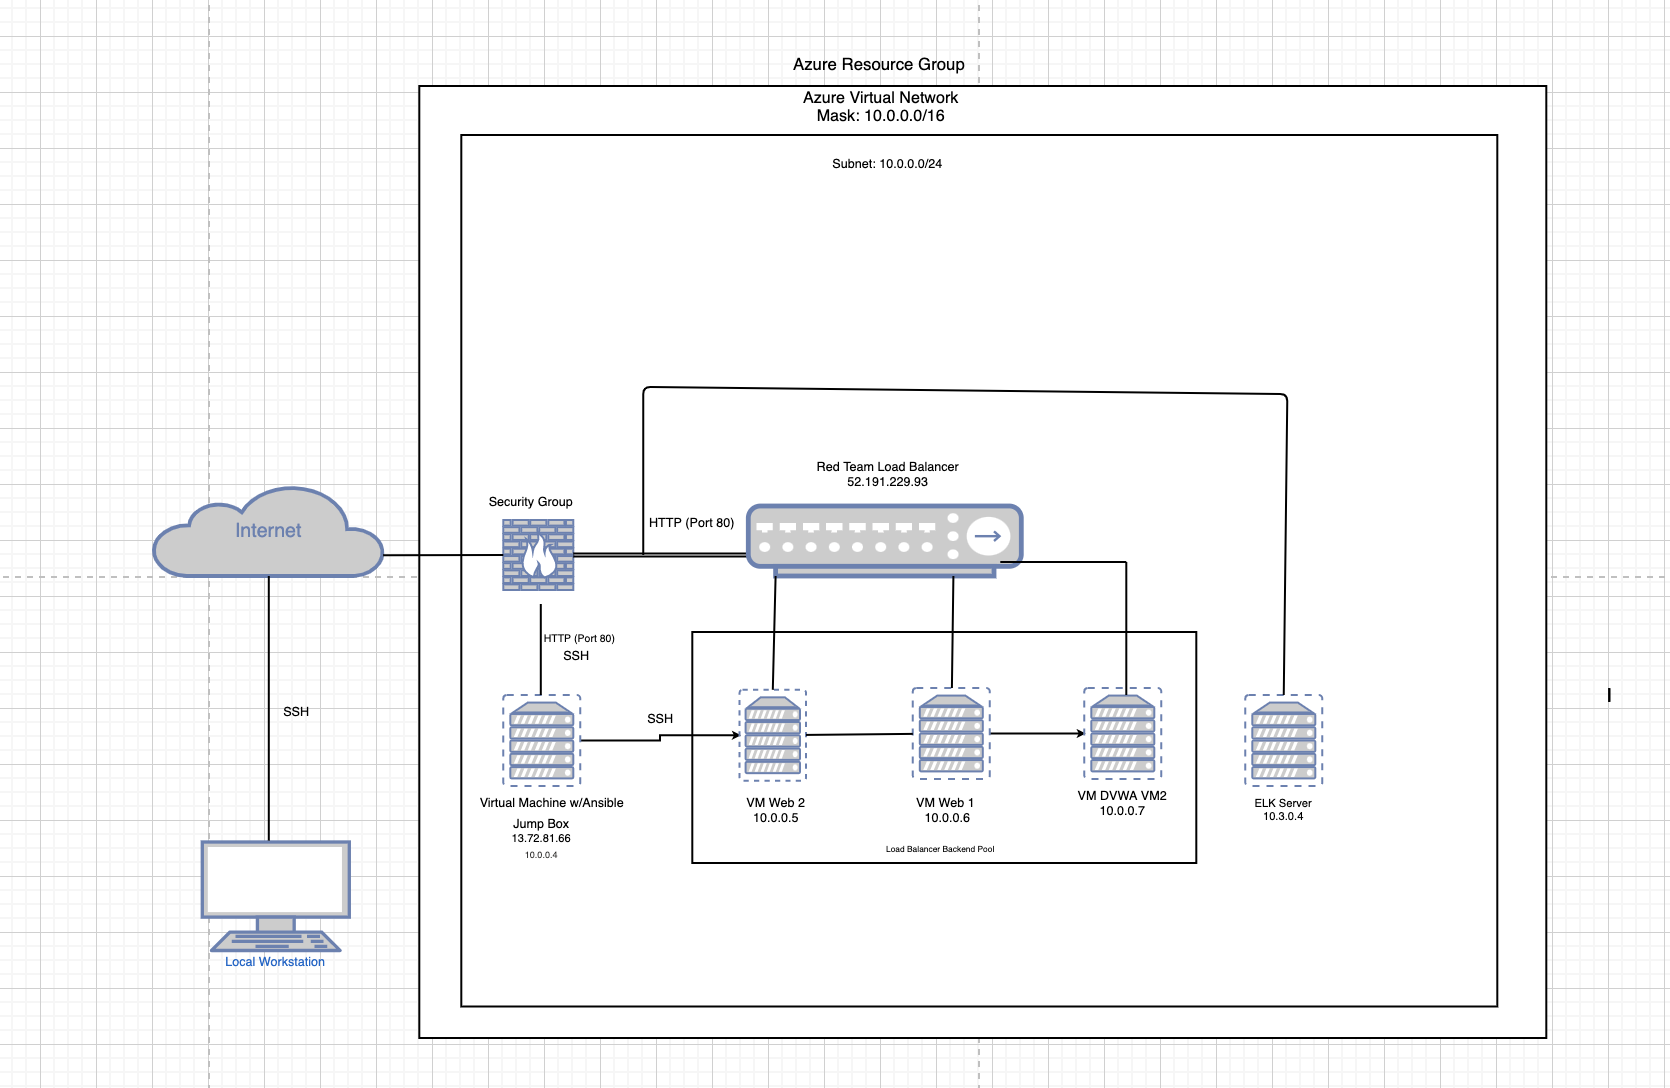 Azure Resource Group
Azure Virtual Network
Mask: 10.0.0.0/16
Subnet: 10.0.0.0/24
Red Team Load Balancer
52.191.229.93
Security Group
HTTP (Port 80)
Internet
HTTP (Port 80)
SSH
SSH
SSH
Virtual Machine w/Ansible
Jump Box
13.72.81.66
10.0.0.4
VM Web 2
10.0.0.5
VM Web 1
10.0.0.6
VM DVWA VM2
10.0.0.7
ELK Server
10.3.0.4
Load Balancer Backend Pool
Local Workstation